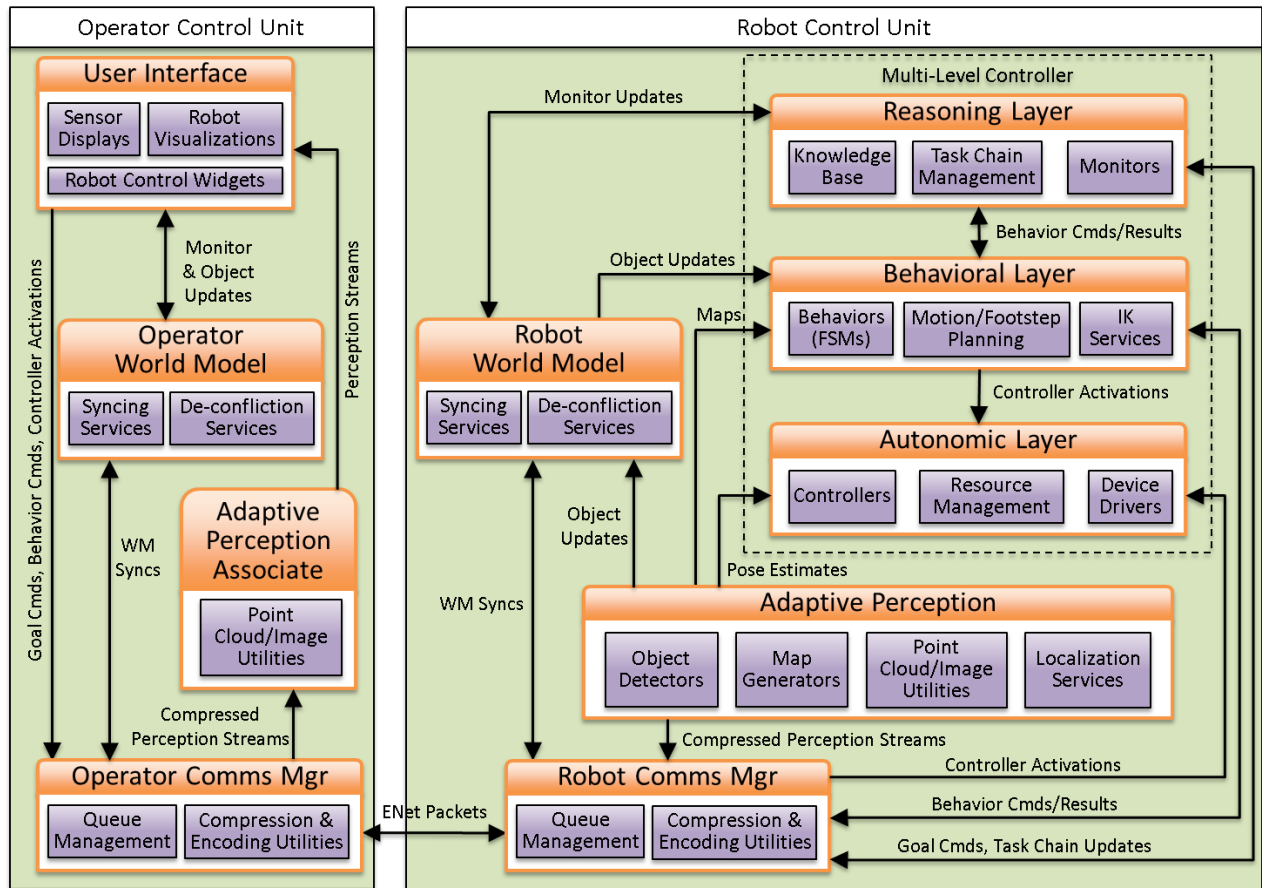 Operator Control Unit
User Interface
Sensor
Displays
Robot
Visualizations
Robot Control Widgets
Goal Cmds, Behavior Cmds, Controller Activations
Monitor
& Object
Updates
Perception Streams
Operator
World Model
Syncing
Services
De-confliction
Services
WM
Syncs
Adaptive
Perception
Associate
Point
Cloud/Image
Utilities
Compressed
Perception Streams
Operator Comms Mgr
Queue
Management
Compression &
Encoding Utilities
ENet Packets
Robot Control Unit
Multi-Level Controller
Monitor Updates
Reasoning Layer
Knowledge
Base
Task Chain
Management
Monitors
Behavior Cmds/Results
Object Updates
Behavioral Layer
Maps
Behaviors
(FSMs)
Motion/Footstep
Planning
IK
Services
Robot
World Model
Syncing
Services
De-confliction
Services
Controller Activations
Autonomic Layer
Controllers
Resource
Management
Device
Drivers
Object
Updates
Pose Estimates
WM Syncs
Adaptive Perception
Object
Detectors
Map
Generators
Point
Cloud/Image
Utilities
Localization
Services
Compressed Perception Streams
Robot Comms Mgr
Queue
Management
Compression &
Encoding Utilities
Controller Activations
Behavior Cmds/Results
Goal Cmds, Task Chain Updates